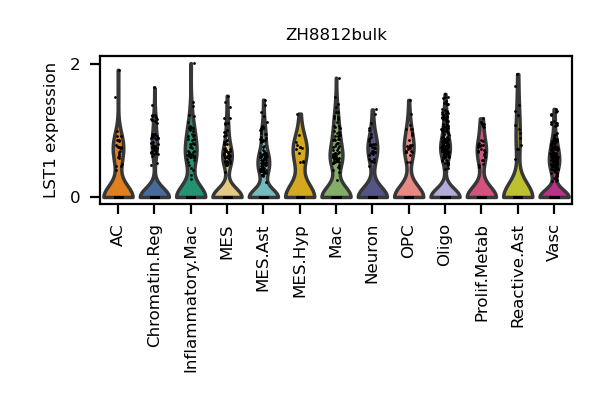 ZH8812bulk
LST1 expression
2
0
AC
Chromatin.Reg
Inflammatory.Mac
MES
MES.Ast
MES.Hyp
Mac
Neuron
OPC
Oligo
Prolif.Metab
Reactive.Ast
Vasc